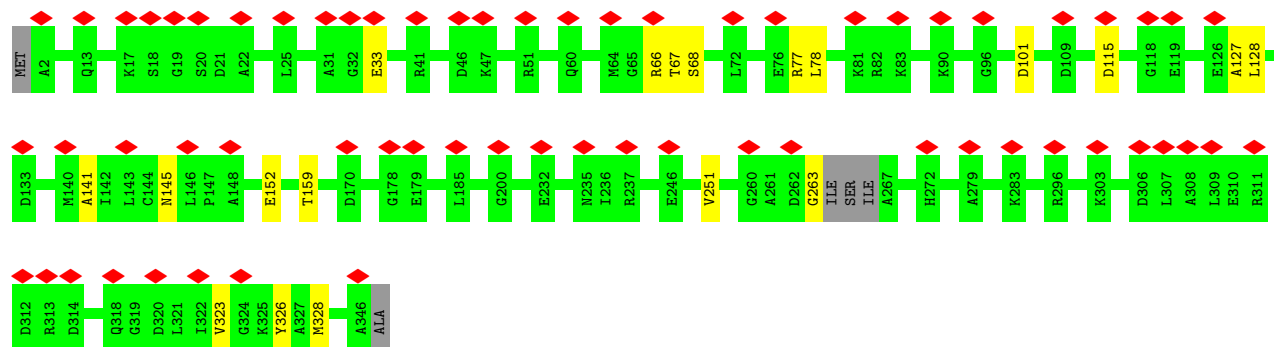 MET A2 Q13 K17 S18 G19 S20 D21 A22 L25 A31 G32 E33 R41 D46 K47 R51 Q60 M64 G65 R66 T67 S68 L72 E76 R77 L78 K81 R82 K83 K90 G96 D101 D109 D115 G118 E119 E126 A127 L128
D133 M140 A141 I142 L143 C144 N145 L146 P147 A148 E152 T159 D170 G178 E179 L185 G200 E232 N235 I236 R237 E246 V251 G260 A261 D262 G263 ILE SER ILE A267 H272 A279 K283 R296 K303 D306 L307 A308 L309 E310 R311
D312 R313 D314 Q318 G319 D320 L321 I322 V323 G324 K325 Y326 A327 M328 A346 ALA